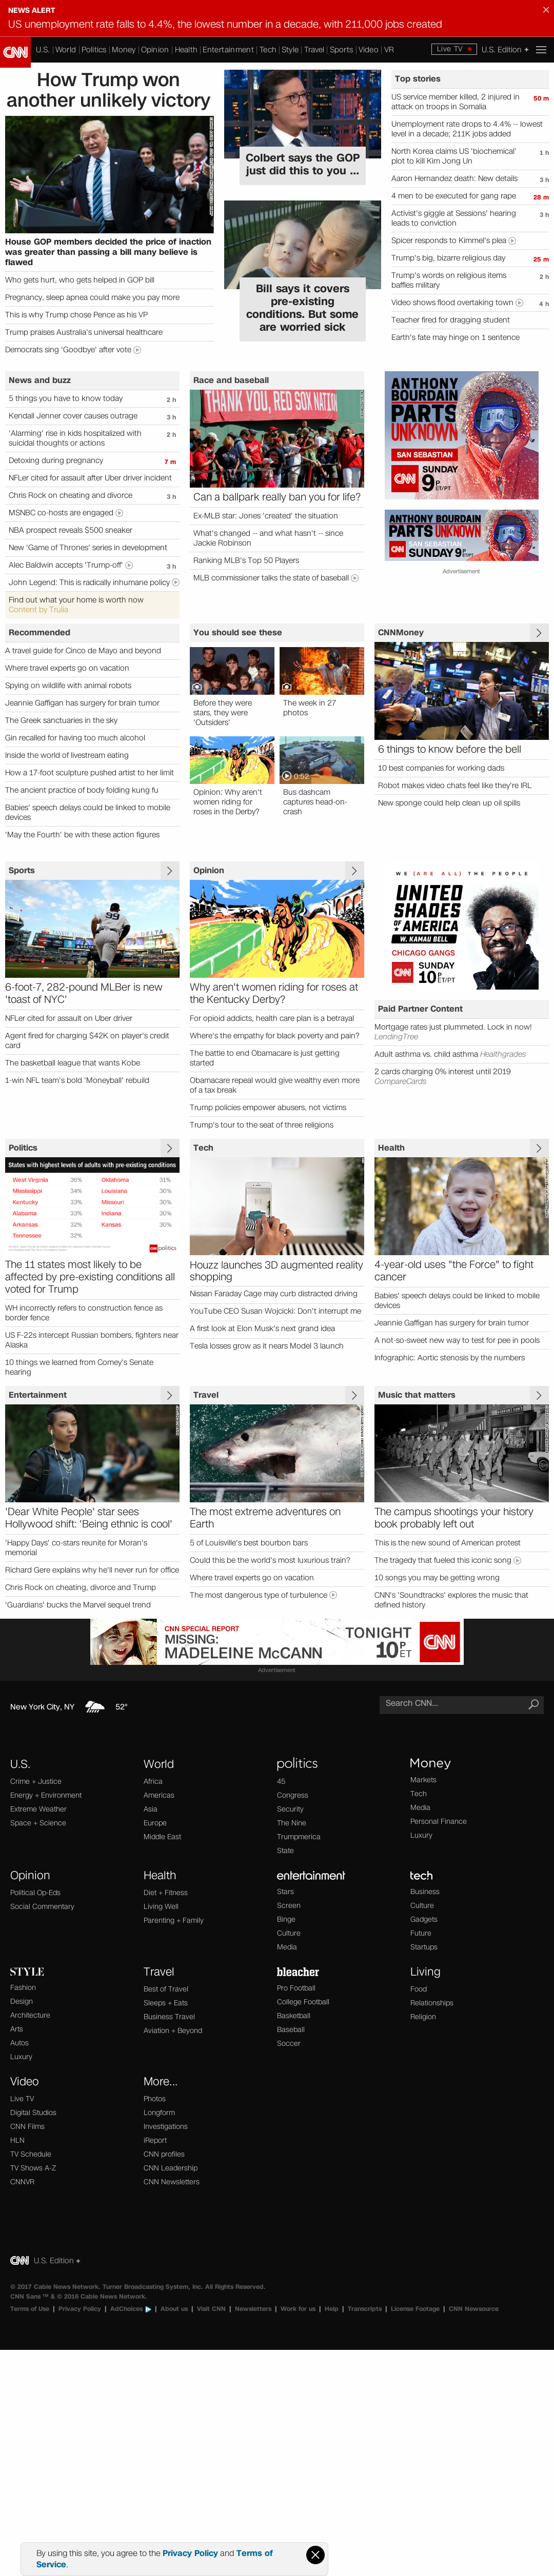 NEWS ALERT
US unemployment rate falls to 4.4%, the lowest number in a decade, with 211,000 jobs created
CNN
U.S. World Politics Money Opinion Health Entertainment Tech Style Travel Sports Video VR
Live TV
U.S. Edition +
How Trump won
another unlikely victory
House GOP members decided the price of inaction
was greater than passing a bill many believe is
flawed
Who gets hurt, who gets helped in GOP bill
Pregnancy, sleep apnea could make you pay more
This is why Trump chose Pence as his VP
Trump praises Australia's universal healthcare
Democrats sing 'Goodbye' after vote
Colbert says the GOP
just did this to you ...
Bill says it covers
pre-existing
conditions. But some
are worried sick
Top stories
US service member killed, 2 injured in
attack on troops in Somalia
50 m
Unemployment rate drops to 4.4% -- lowest
level in a decade; 211K jobs added
North Korea claims US 'biochemical'
plot to kill Kim Jong Un
1 h
Aaron Hernandez death: New details
3 h
4 men to be executed for gang rape
28 m
Activist's giggle at Sessions' hearing
leads to conviction
3 h
Spicer responds to Kimmel's plea
Trump's big, bizarre religious day
25 m
Trump's words on religious items
baffles military
2 h
Video shows flood overtaking town
4 h
Teacher fired for dragging student
Earth's fate may hinge on 1 sentence
News and buzz
5 things you have to know today
2 h
Kendall Jenner cover causes outrage
3 h
'Alarming' rise in kids hospitalized with
suicidal thoughts or actions
2 h
Detoxing during pregnancy
7 m
NFLer cited for assault after Uber driver incident
Chris Rock on cheating and divorce
3 h
MSNBC co-hosts are engaged
NBA prospect reveals $500 sneaker
New 'Game of Thrones' series in development
Alec Baldwin accepts 'Trump-off'
3 h
John Legend: This is radically inhumane policy
Find out what your home is worth now
Content by Trulia
Race and baseball
THANK YOU, RED SOX NATION
Can a ballpark really ban you for life?
Ex-MLB star: Jones 'created' the situation
What's changed -- and what hasn't -- since
Jackie Robinson
Ranking MLB's Top 50 Players
MLB commissioner talks the state of baseball
ANTHONY
BOURDAIN
PARTS
UNKNOWN
SAN SEBASTIAN
CNN
SUNDAY
9P ET/PT
ANTHONY BOURDAIN
PARTS UNKNOWN
CNN
SAN SEBASTIAN
SUNDAY 9P ET/PT
Advertisement
Recommended
A travel guide for Cinco de Mayo and beyond
Where travel experts go on vacation
Spying on wildlife with animal robots
Jeannie Gaffigan has surgery for brain tumor
The Greek sanctuaries in the sky
Gin recalled for having too much alcohol
Inside the world of livestream eating
How a 17-foot sculpture pushed artist to her limit
The ancient practice of body folding kung fu
Babies' speech delays could be linked to mobile
devices
'May the Fourth' be with these action figures
You should see these
Before they were
stars, they were
'Outsiders'
The week in 27
photos
Opinion: Why aren't
women riding for
roses in the Derby?
0:52
Bus dashcam
captures head-on-
crash
CNNMoney
6 things to know before the bell
10 best companies for working dads
Robot makes video chats feel like they're IRL
New sponge could help clean up oil spills
Sports
99
6-foot-7, 282-pound MLBer is new
'toast of NYC'
NFLer cited for assault on Uber driver
Agent fired for charging $42K on player's credit
card
The basketball league that wants Kobe
1-win NFL team's bold 'Moneyball' rebuild
Opinion
Why aren't women riding for roses at
the Kentucky Derby?
For opioid addicts, health care plan is a betrayal
Where's the empathy for black poverty and pain?
The battle to end Obamacare is just getting
started
Obamacare repeal would give wealthy even more
of a tax break
Trump policies empower abusers, not victims
Trump's tour to the seat of three religions
WE (ARE ALL) THE PEOPLE
UNITED
SHADES
OF AMERICA
W. KAMAU BELL
CHICAGO GANGS
CNN
SUNDAY
10P ET/PT
Paid Partner Content
Mortgage rates just plummeted. Lock in now!
LendingTree
Adult asthma vs. child asthma Healthgrades
2 cards charging 0% interest until 2019
CompareCards
Politics
States with highest levels of adults with pre-existing conditions
West Virginia 36% Oklahoma 31%
Mississippi 34% Louisiana 30%
Kentucky 33% Missouri 30%
Alabama 33% Indiana 30%
Arkansas 32% Kansas 30%
Tennessee 32%
CNN politics
The 11 states most likely to be
affected by pre-existing conditions all
voted for Trump
WH incorrectly refers to construction fence as
border fence
US F-22s intercept Russian bombers, fighters near
Alaska
10 things we learned from Comey's Senate
hearing
Tech
Houzz launches 3D augmented reality
shopping
Nissan Faraday Cage may curb distracted driving
YouTube CEO Susan Wojcicki: Don't interrupt me
A first look at Elon Musk's next grand idea
Tesla losses grow as it nears Model 3 launch
Health
4-year-old uses "the Force" to fight
cancer
Babies' speech delays could be linked to mobile
devices
Jeannie Gaffigan has surgery for brain tumor
A not-so-sweet new way to test for pee in pools
Infographic: Aortic stenosis by the numbers
Entertainment
'Dear White People' star sees
Hollywood shift: 'Being ethnic is cool'
'Happy Days' co-stars reunite for Moran's
memorial
Richard Gere explains why he'll never run for office
Chris Rock on cheating, divorce and Trump
'Guardians' bucks the Marvel sequel trend
Travel
The most extreme adventures on
Earth
5 of Louisville's best bourbon bars
Could this be the world's most luxurious train?
Where travel experts go on vacation
The most dangerous type of turbulence
Music that matters
The campus shootings your history
book probably left out
This is the new sound of American protest
The tragedy that fueled this iconic song
10 songs you may be getting wrong
CNN's 'Soundtracks' explores the music that
defined history
CNN SPECIAL REPORT
MISSING:
MADELEINE McCANN
TONIGHT
10P ET
CNN
Advertisement
New York City, NY
52°
Search CNN...
U.S.
Crime + Justice
Energy + Environment
Extreme Weather
Space + Science
World
Africa
Americas
Asia
Europe
Middle East
politics
45
Congress
Security
The Nine
Trumpmerica
State
Money
Markets
Tech
Media
Personal Finance
Luxury
Opinion
Political Op-Eds
Social Commentary
Health
Diet + Fitness
Living Well
Parenting + Family
entertainment
Stars
Screen
Binge
Culture
Media
tech
Business
Culture
Gadgets
Future
Startups
STYLE
Fashion
Design
Architecture
Arts
Autos
Luxury
Travel
Best of Travel
Sleeps + Eats
Business Travel
Aviation + Beyond
bleacher
Pro Football
College Football
Basketball
Baseball
Soccer
Living
Food
Relationships
Religion
Video
Live TV
Digital Studios
CNN Films
HLN
TV Schedule
TV Shows A-Z
CNNVR
More...
Photos
Longform
Investigations
iReport
CNN profiles
CNN Leadership
CNN Newsletters
CNN U.S. Edition +
© 2017 Cable News Network. Turner Broadcasting System, Inc. All Rights Reserved.
CNN Sans ™ & © 2016 Cable News Network.
Terms of Use | Privacy Policy | AdChoices | About us | Visit CNN | Newsletters | Work for us | Help | Transcripts | License Footage | CNN Newsource
By using this site, you agree to the Privacy Policy and Terms of
Service.